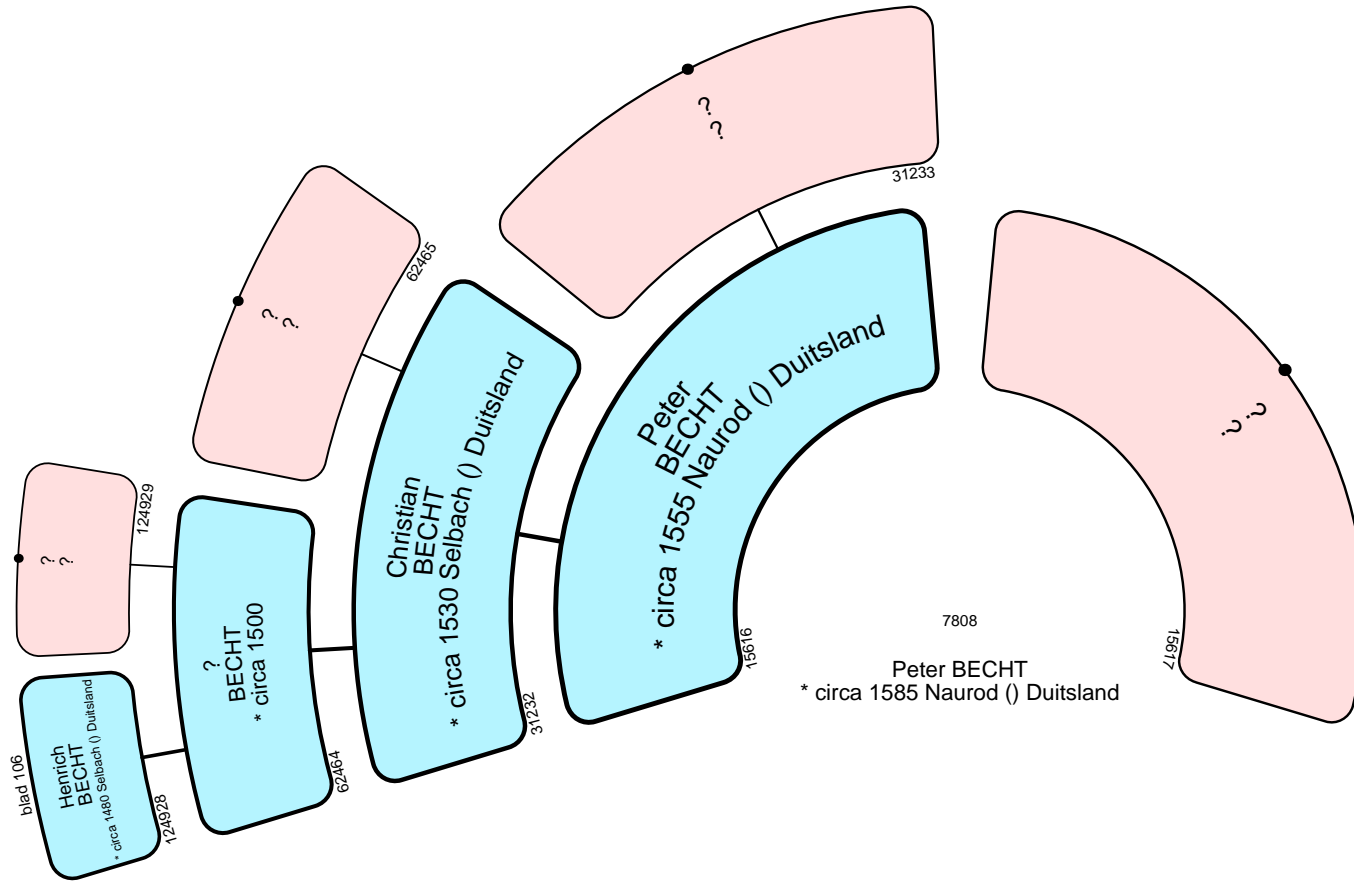 ?
?
31233
?
?
62465
?
?
124929
?
?
Peter
BECHT
* circa 1555 Naurod () Duitsland
15616
Christian
BECHT
* circa 1530 Selbach () Duitsland
31232
?
BECHT
* circa 1500
62464
blad 106
Henrich
BECHT
* circa 1480 Selbach () Duitsland
124928
7808
Peter BECHT
* circa 1585 Naurod () Duitsland
15617